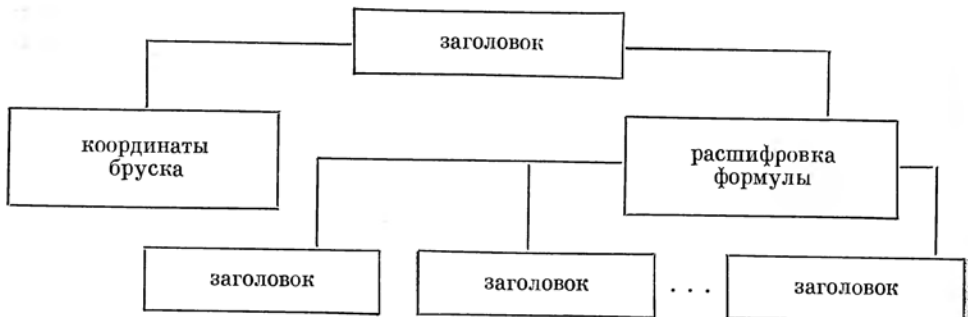 заголовок
координаты
бруска
расшифровка
формулы
заголовок
заголовок
. . .
заголовок